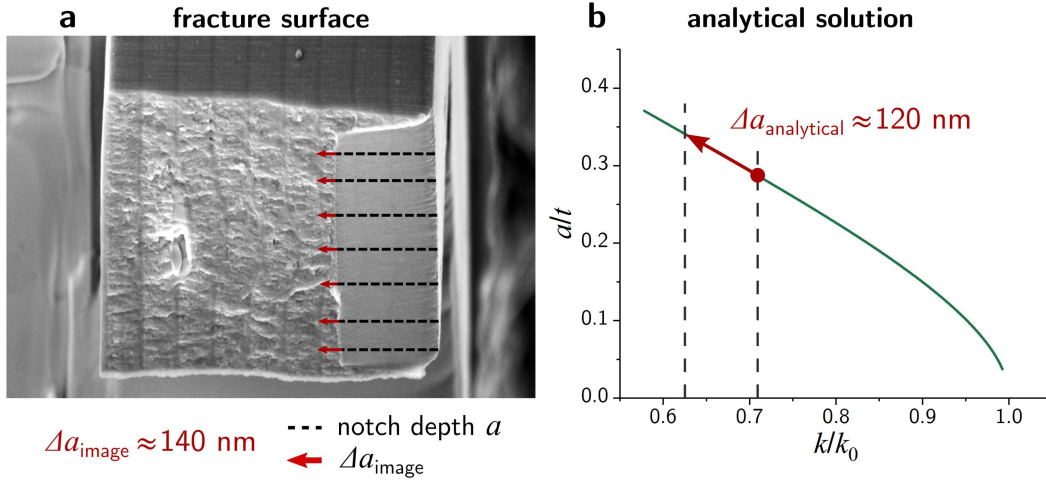 a fracture surface
Δa_image ≈ 140 nm
notch depth a
Δa_image
b analytical solution
Δa_analytical ≈ 120 nm
a/t
0.4
0.3
0.2
0.1
0.0
0.6 0.7 0.8 0.9 1.0
k/k₀